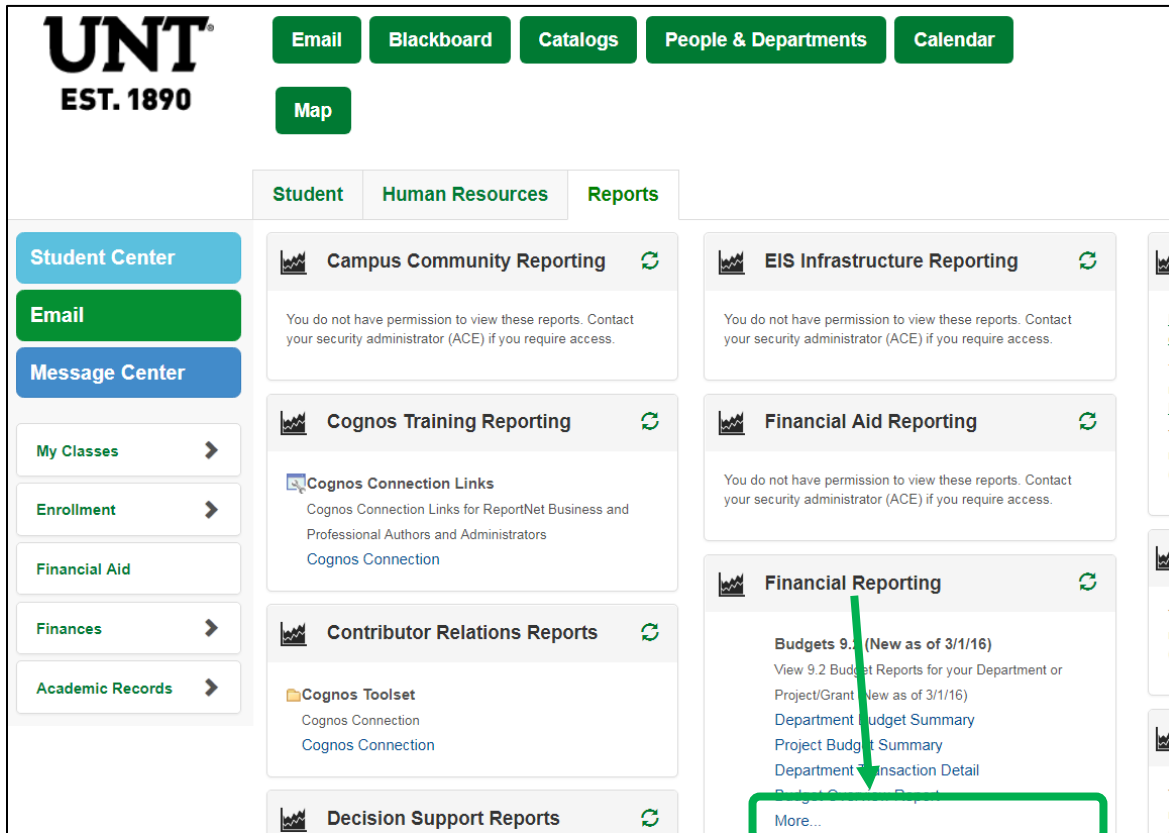 UNT®
EST. 1890
Email
Blackboard
Catalogs
People & Departments
Calendar
Map
Student
Human Resources
Reports
Student Center
Email
Message Center
My Classes
Enrollment
Financial Aid
Finances
Academic Records
Campus Community Reporting
You do not have permission to view these reports. Contact
your security administrator (ACE) if you require access.
Cognos Training Reporting
Cognos Connection Links
Cognos Connection Links for ReportNet Business and
Professional Authors and Administrators
Cognos Connection
Contributor Relations Reports
Cognos Toolset
Cognos Connection
Cognos Connection
Decision Support Reports
EIS Infrastructure Reporting
You do not have permission to view these reports. Contact
your security administrator (ACE) if you require access.
Financial Aid Reporting
You do not have permission to view these reports. Contact
your security administrator (ACE) if you require access.
Financial Reporting
Budgets 9.2 (New as of 3/1/16)
View 9.2 Budget Reports for your Department or
Project/Grant (New as of 3/1/16)
Department Budget Summary
Project Budget Summary
Department Transaction Detail
Budget Overview Report
More...